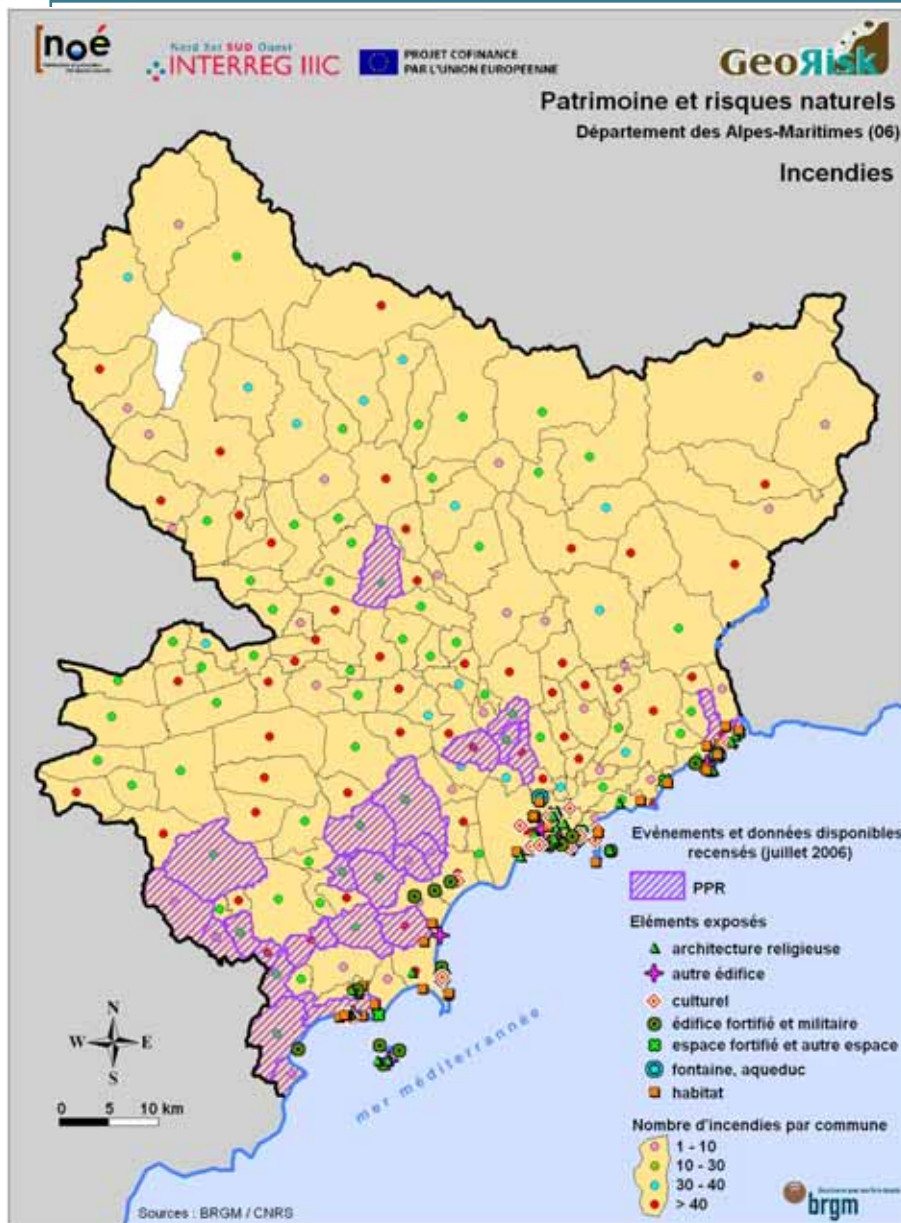 noé
Nord Est SUD Ouest
INTERREG IIIC
PROJET COFINANCE
PAR L'UNION EUROPEENNE
GeoRisk
Patrimoine et risques naturels
Département des Alpes-Maritimes (06)
Incendies
Evénements et données disponibles
recensés (juillet 2006)
PPR
Eléments exposés
architecture religieuse
autre édifice
culturel
édifice fortifié et militaire
espace fortifié et autre espace
fontaine, aqueduc
habitat
mer méditerrannée
N
W E
S
0 5 10 km
Nombre d'incendies par commune
1 - 10
10 - 30
30 - 40
> 40
Sources : BRGM / CNRS
brgm